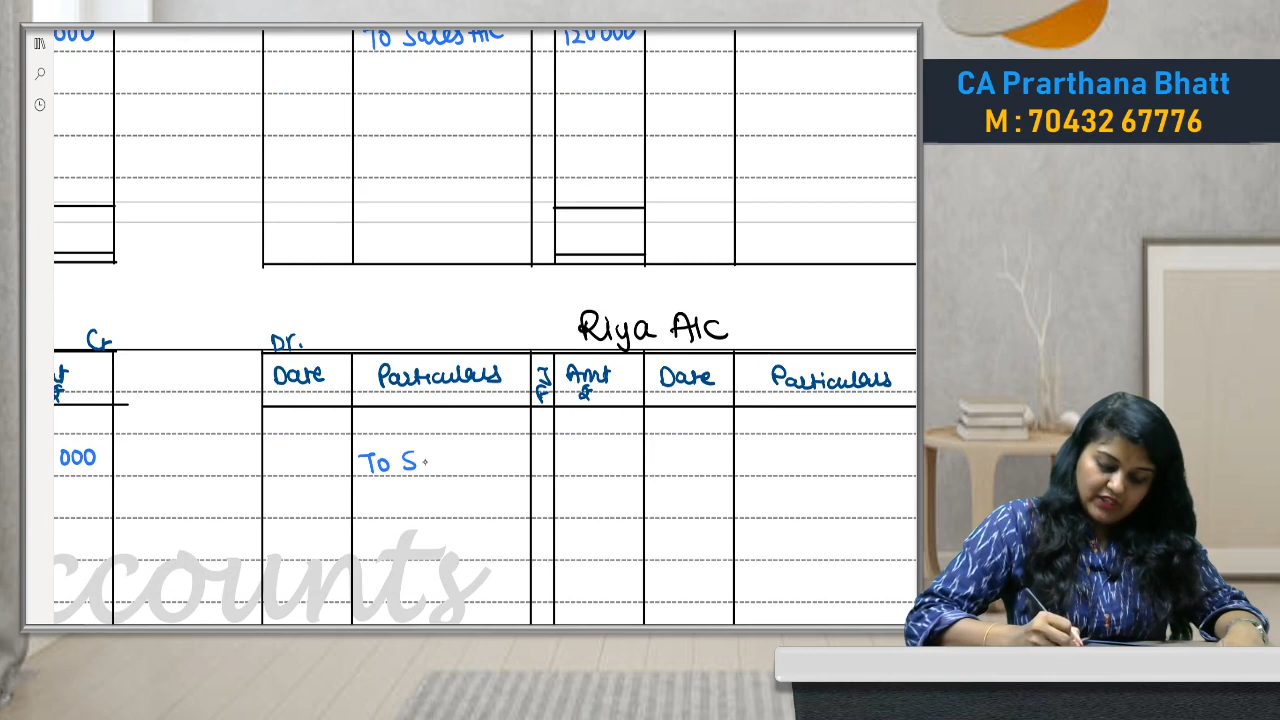 000 To Sales A/c 120000
CA Prarthana Bhatt
M : 70432 67776
Riya A/c
Cr Dr.
Date Particulars J F Amt ₹ Date Particulars
000 To S
ccounts